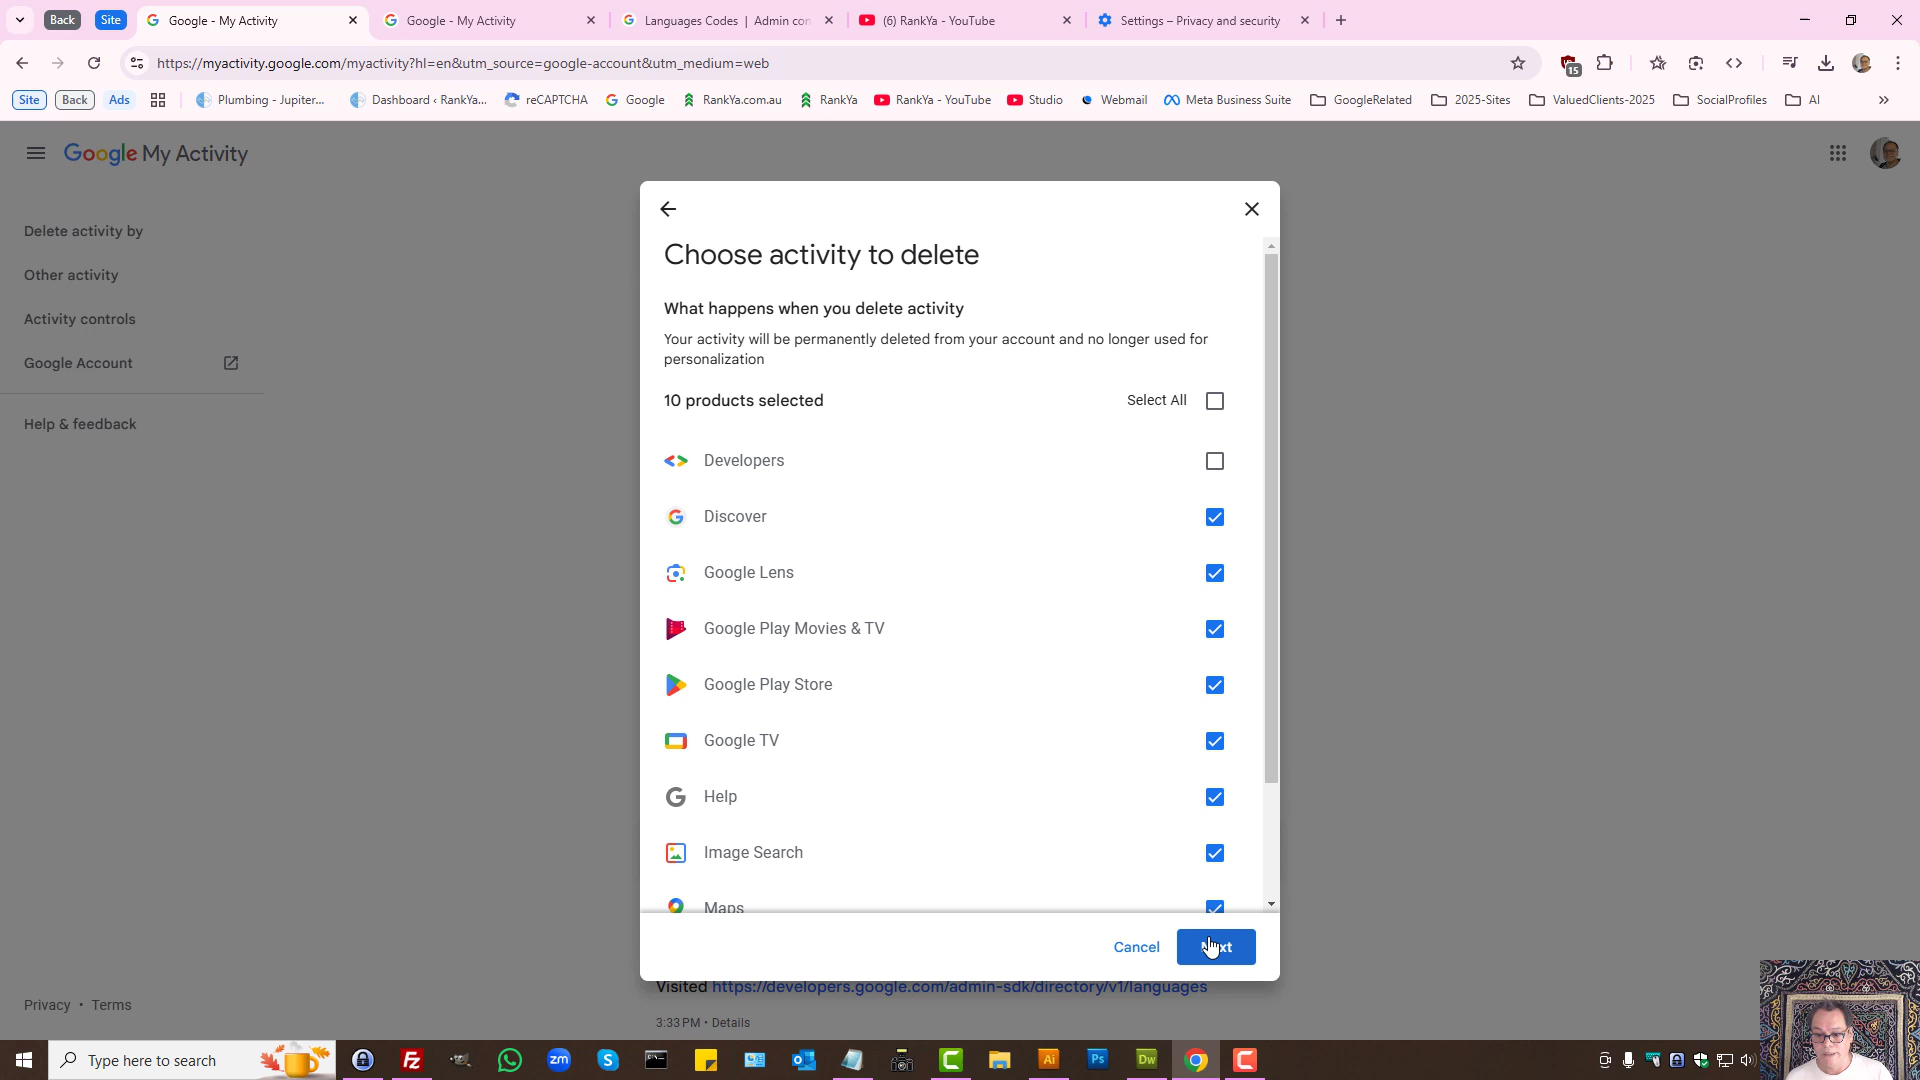 Back
Site
Google - My Activity
Google - My Activity
Languages Codes | Admin con
(6) RankYa - YouTube
Settings – Privacy and security
https://myactivity.google.com/myactivity?hl=en&utm_source=google-account&utm_medium=web
15
Site
Back
Ads
Plumbing - Jupiter...
Dashboard ‹ RankYa...
reCAPTCHA
Google
RankYa.com.au
RankYa
RankYa - YouTube
Studio
Webmail
Meta Business Suite
GoogleRelated
2025-Sites
ValuedClients-2025
SocialProfiles
AI
Google My Activity
Delete activity by
Other activity
Activity controls
Google Account
Help & feedback
Choose activity to delete
What happens when you delete activity
Your activity will be permanently deleted from your account and no longer used for
personalization
10 products selected
Select All
Developers
Discover
Google Lens
Google Play Movies & TV
Google Play Store
Google TV
Help
Image Search
Maps
Cancel
Next
Visited https://developers.google.com/admin-sdk/directory/v1/languages
3:33 PM • Details
Privacy • Terms
Type here to search
Fz
zm
S
Ai
Ps
Dw
C